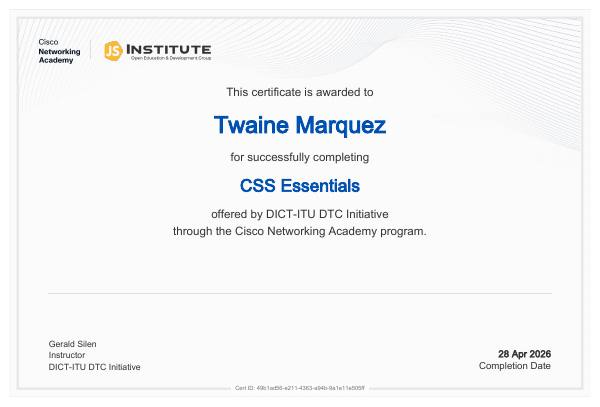 Cisco
Networking
Academy
JS INSTITUTE
Open Education & Development Group
This certificate is awarded to
Twaine Marquez
for successfully completing
CSS Essentials
offered by DICT-ITU DTC Initiative
through the Cisco Networking Academy program.
Gerald Silen
Instructor
DICT-ITU DTC Initiative
28 Apr 2026
Completion Date
Cert ID: